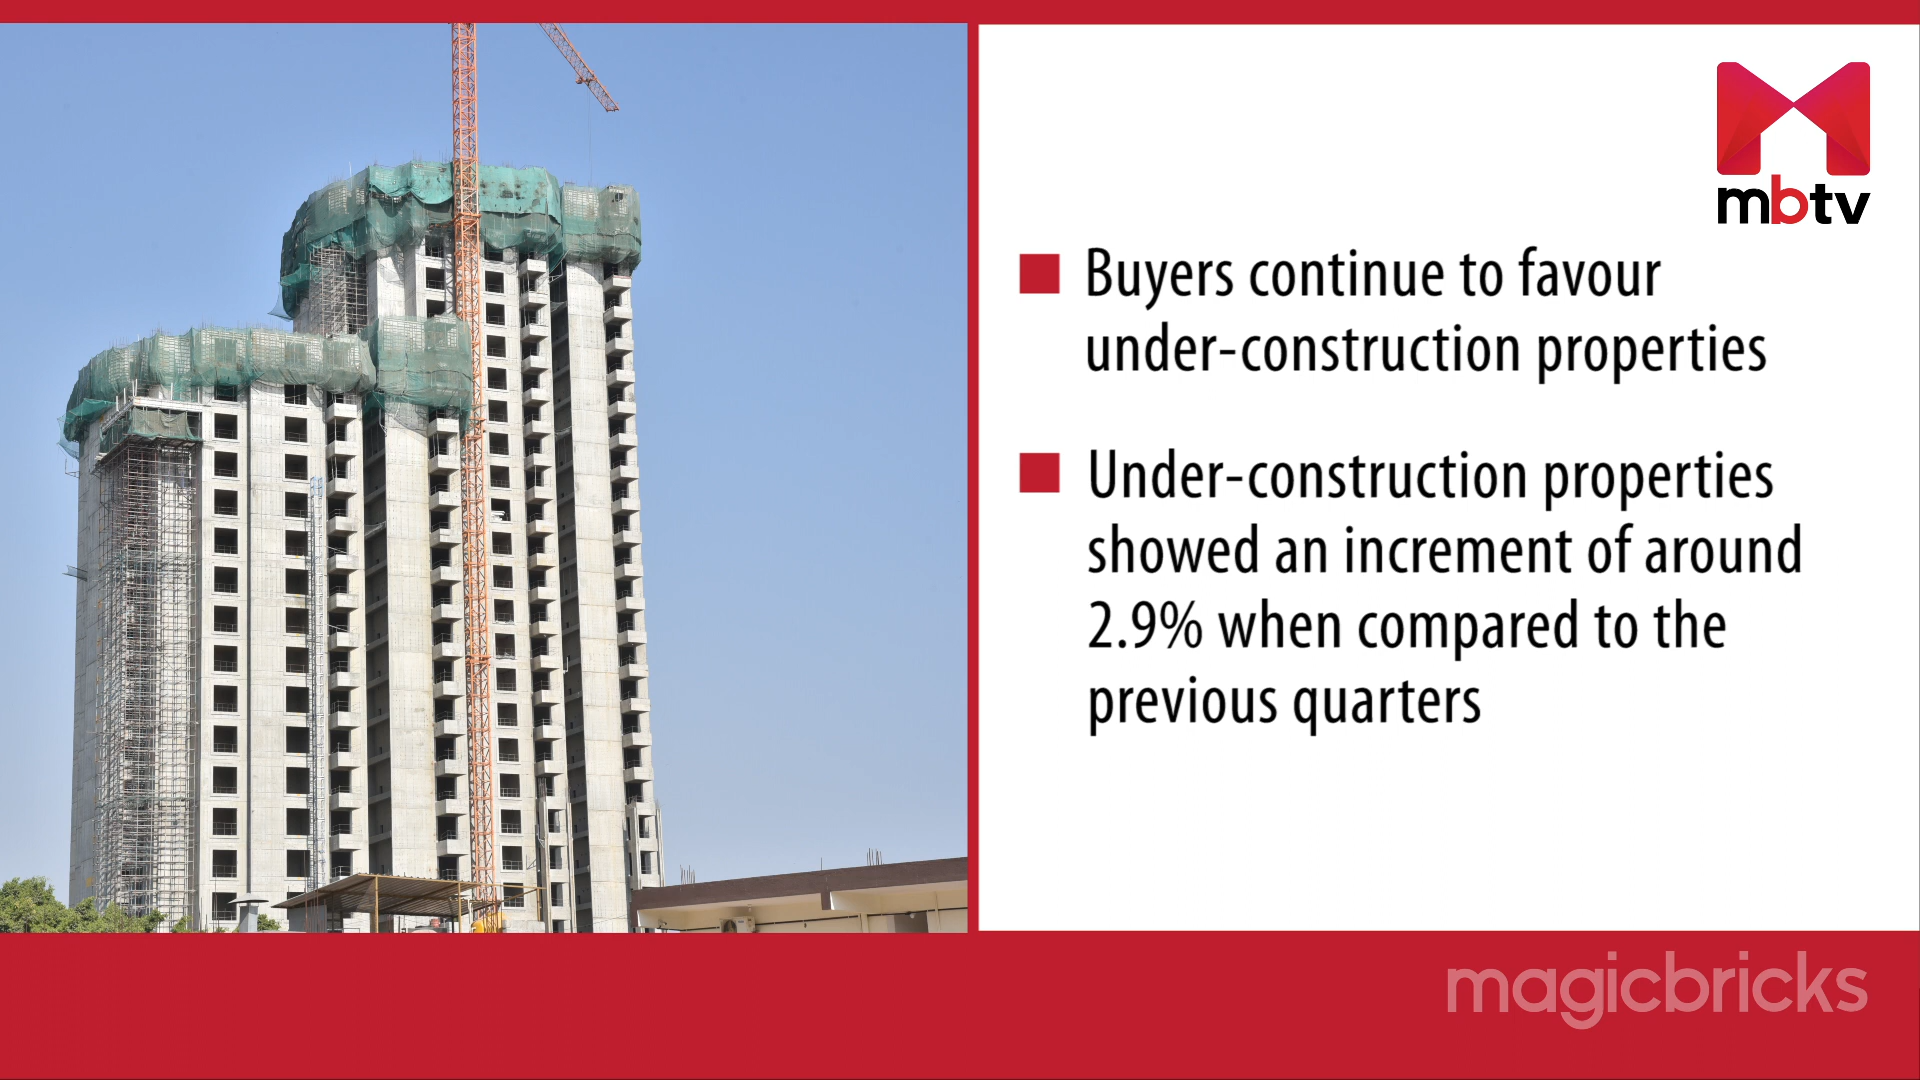 mbtv
Buyers continue to favour
under-construction properties
Under-construction properties
showed an increment of around
2.9% when compared to the
previous quarters
magicbricks